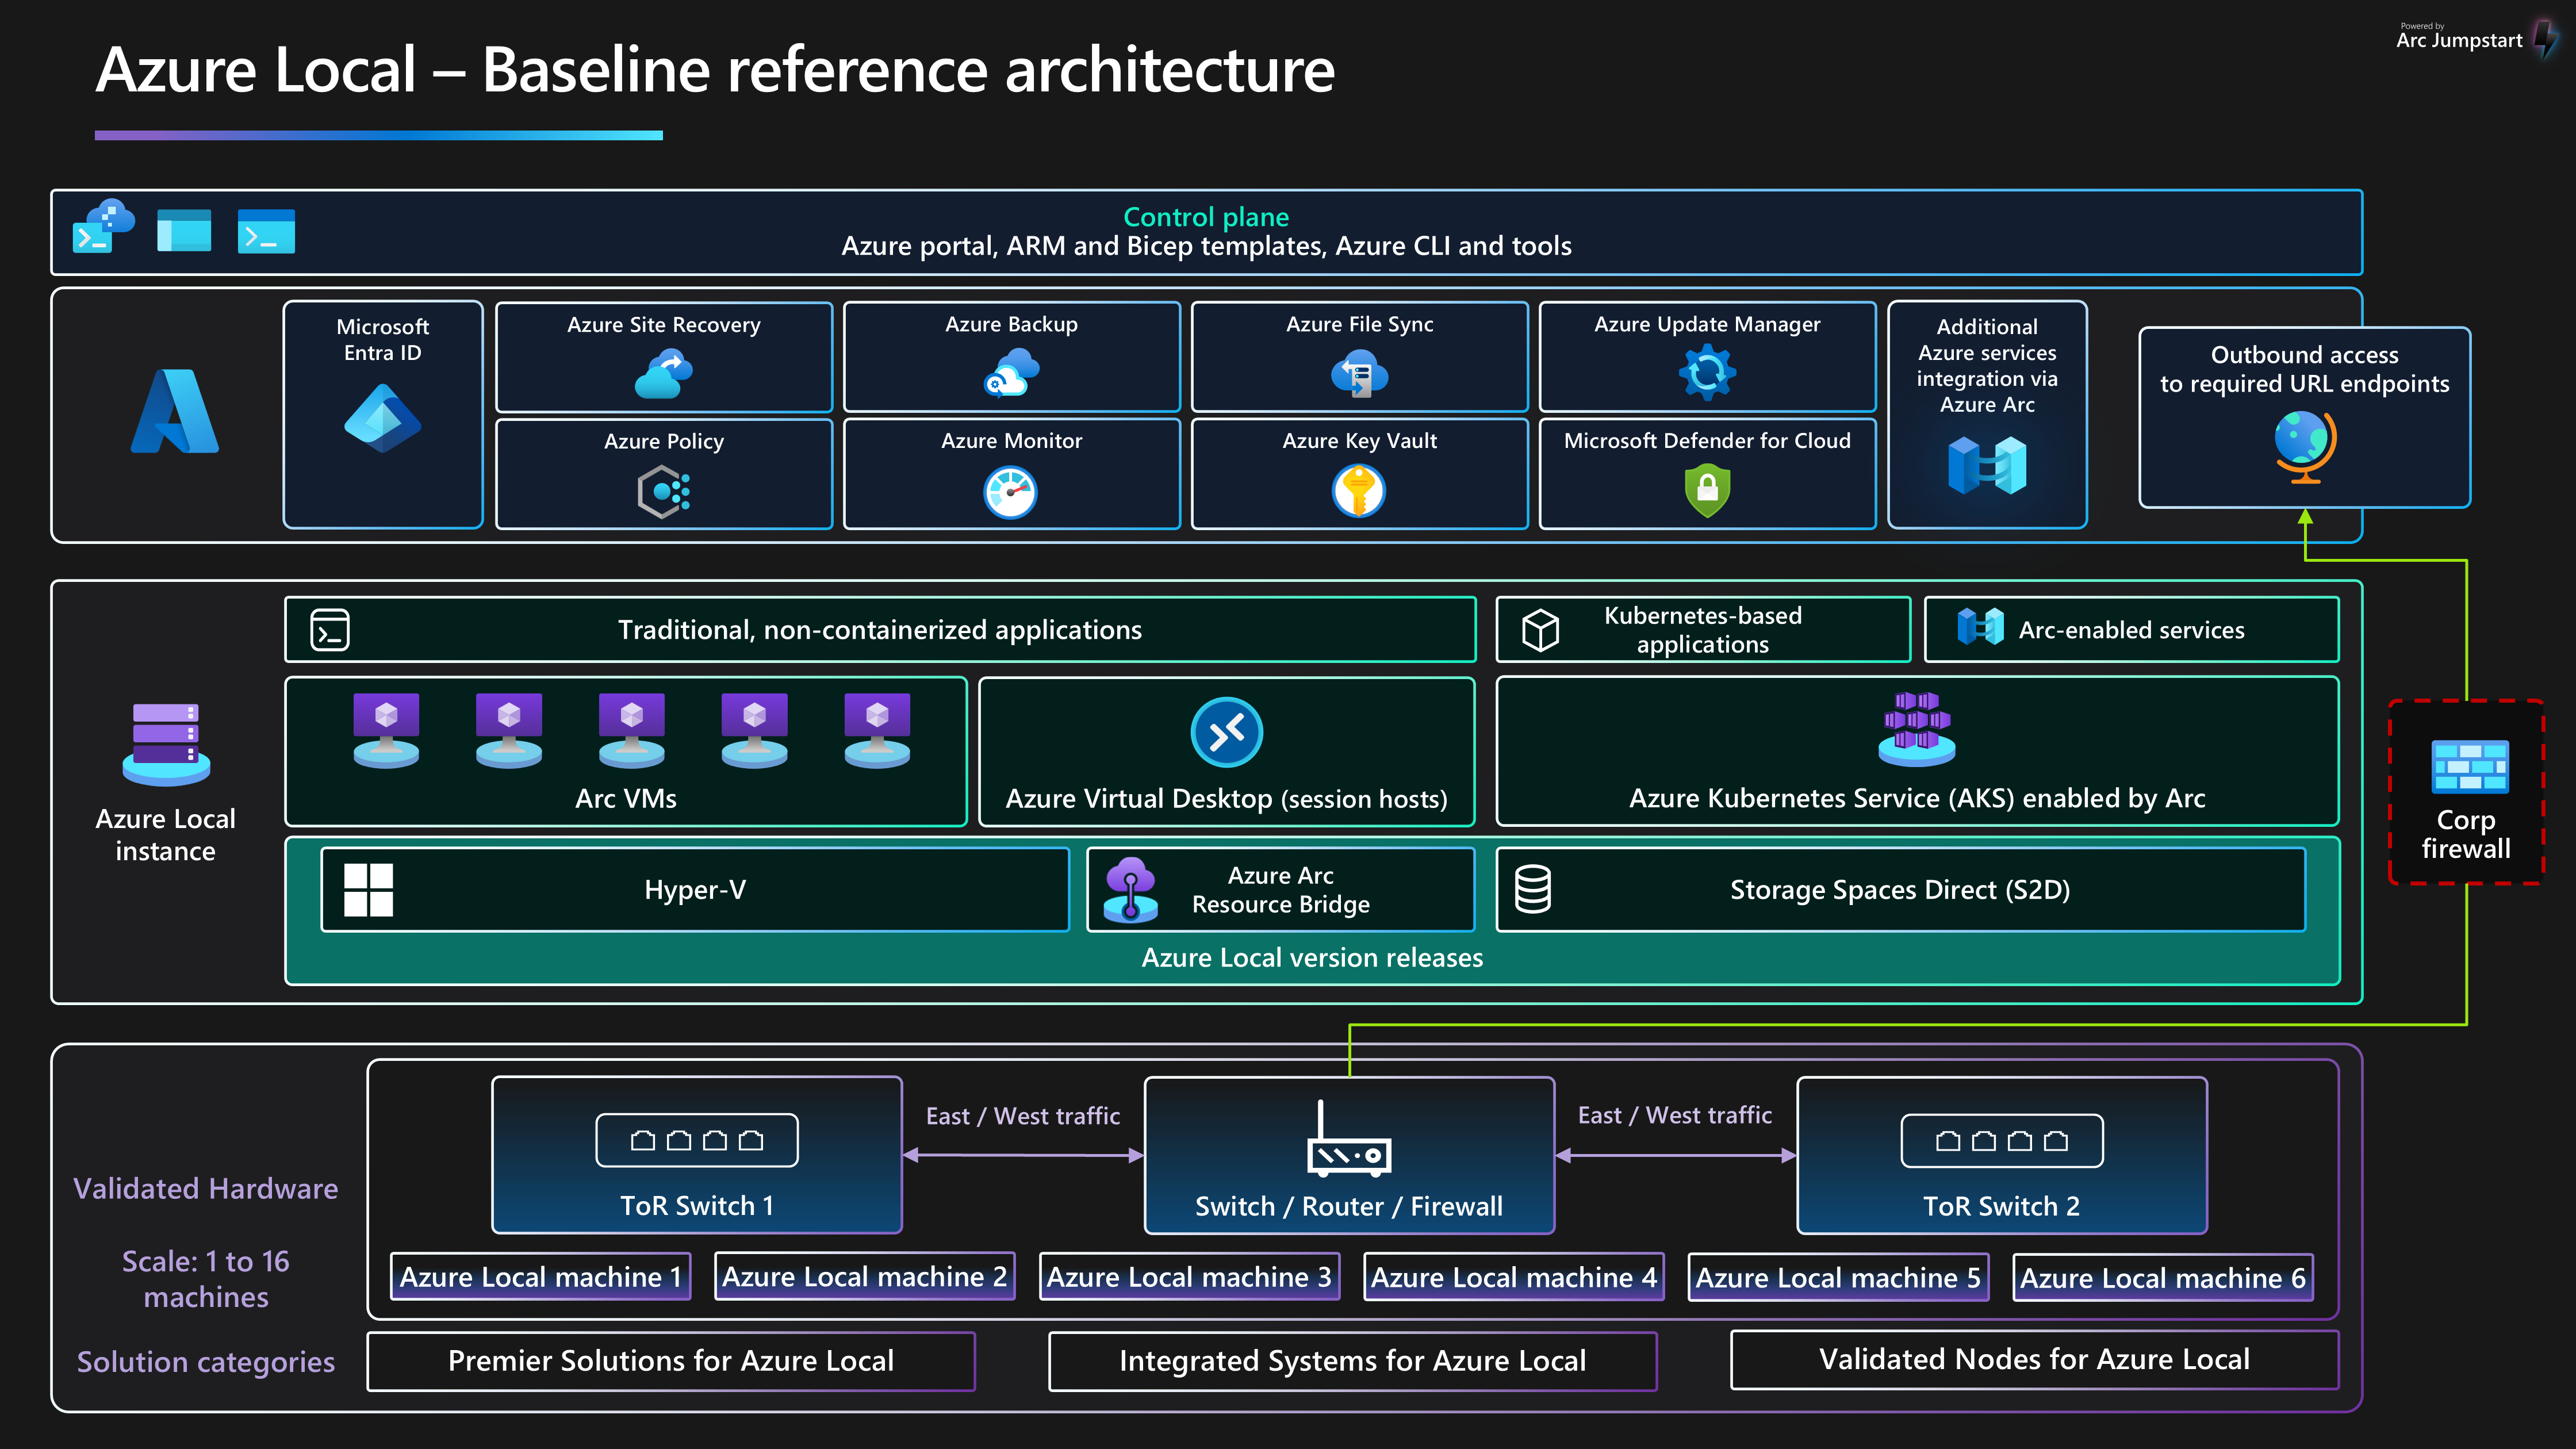 Powered by
Arc Jumpstart
Azure Local – Baseline reference architecture
Control plane
Azure portal, ARM and Bicep templates, Azure CLI and tools
Microsoft
Entra ID
Azure Site Recovery
Azure Backup
Azure File Sync
Azure Update Manager
Azure Policy
Azure Monitor
Azure Key Vault
Microsoft Defender for Cloud
Additional
Azure services
integration via
Azure Arc
Outbound access
to required URL endpoints
Azure Local
instance
Traditional, non-containerized applications
Kubernetes-based
applications
Arc-enabled services
Arc VMs
Azure Virtual Desktop (session hosts)
Azure Kubernetes Service (AKS) enabled by Arc
Hyper-V
Azure Arc
Resource Bridge
Storage Spaces Direct (S2D)
Azure Local version releases
Corp
firewall
Validated Hardware
Scale: 1 to 16
machines
Solution categories
ToR Switch 1
East / West traffic
Switch / Router / Firewall
East / West traffic
ToR Switch 2
Azure Local machine 1
Azure Local machine 2
Azure Local machine 3
Azure Local machine 4
Azure Local machine 5
Azure Local machine 6
Premier Solutions for Azure Local
Integrated Systems for Azure Local
Validated Nodes for Azure Local